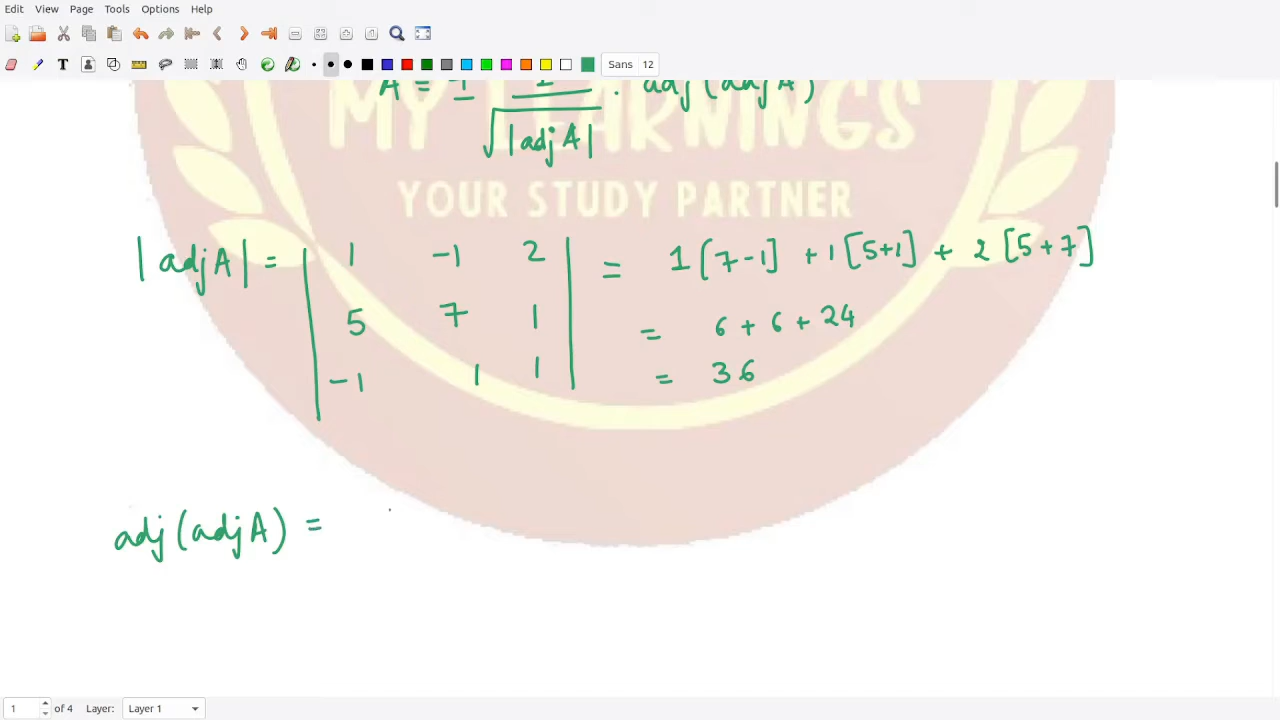 Edit View Page Tools Options Help
Sans 12
A = ± 1/√|adj A| · adj(adj A)
MY LEARNINGS
YOUR STUDY PARTNER
|adj A| = | 1 -1 2 | = 1[7-1] +1[5+1] + 2[5+7]
5 7 1 = 6 + 6 + 24
-1 1 1 = 36
adj(adj A) =
1 of 4 Layer: Layer 1